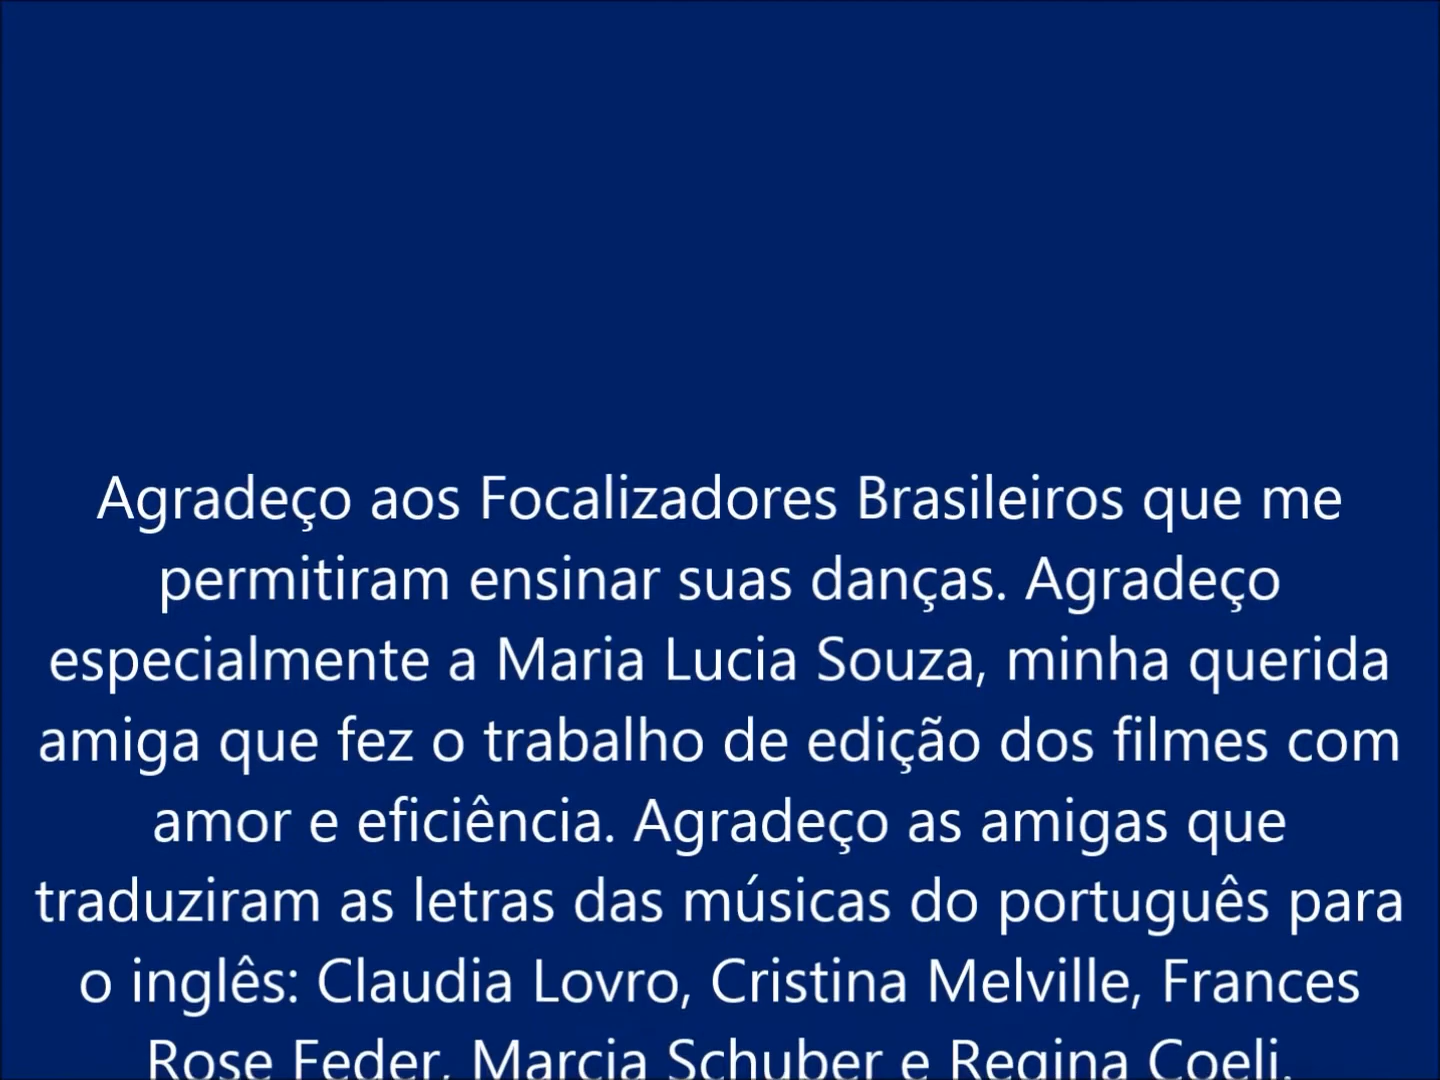 Agradeço aos Focalizadores Brasileiros que me
permitiram ensinar suas danças. Agradeço
especialmente a Maria Lucia Souza, minha querida
amiga que fez o trabalho de edição dos filmes com
amor e eficiência. Agradeço as amigas que
traduziram as letras das músicas do português para
o inglês: Claudia Lovro, Cristina Melville, Frances
Rose Feder, Marcia Schuber e Regina Coeli.